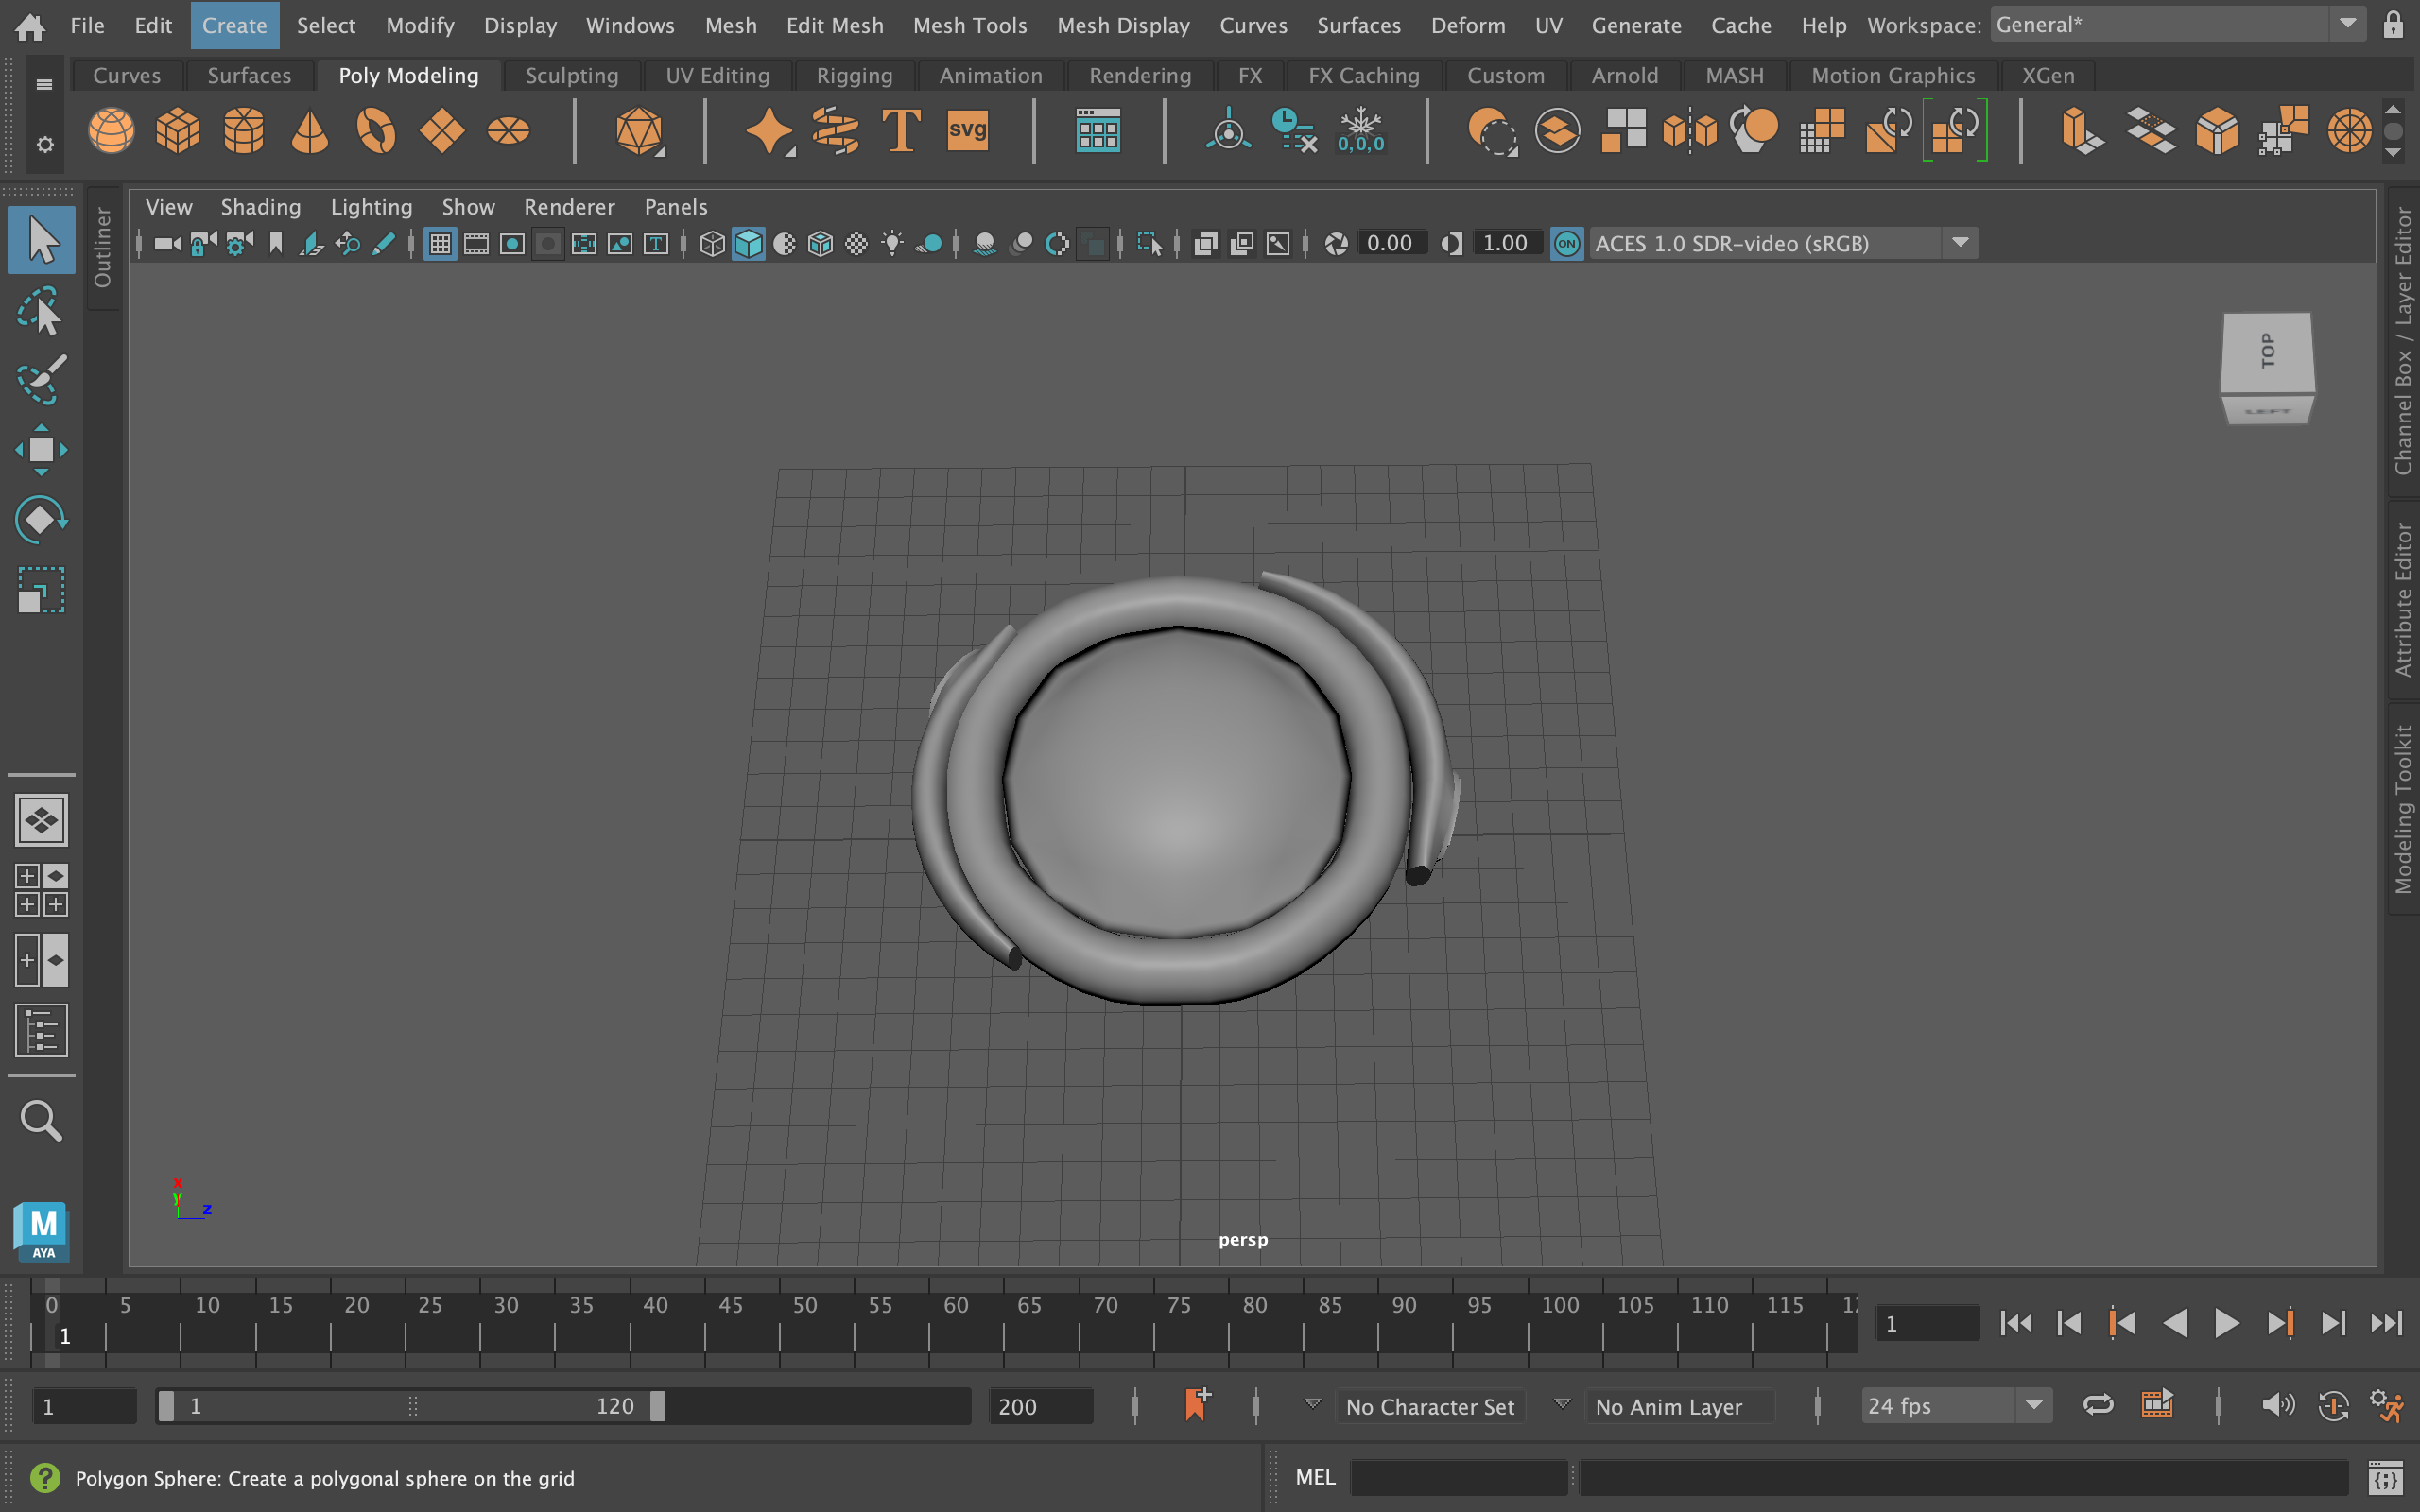 File Edit Create Select Modify Display Windows Mesh Edit Mesh Mesh Tools Mesh Display Curves Surfaces Deform UV Generate Cache Help Workspace: General*
Curves Surfaces Poly Modeling Sculpting UV Editing Rigging Animation Rendering FX FX Caching Custom Arnold MASH Motion Graphics XGen
T svg 0,0,0
View Shading Lighting Show Renderer Panels
T 0.00 1.00 ON ACES 1.0 SDR-video (sRGB)
Outliner
TOP
LEFT
Channel Box / Layer Editor
Attribute Editor
Modeling Toolkit
x
y
z
persp
M
AYA
0 5 10 15 20 25 30 35 40 45 50 55 60 65 70 75 80 85 90 95 100 105 110 115
1
1
1 1 120 200 No Character Set No Anim Layer 24 fps
Polygon Sphere: Create a polygonal sphere on the grid
MEL